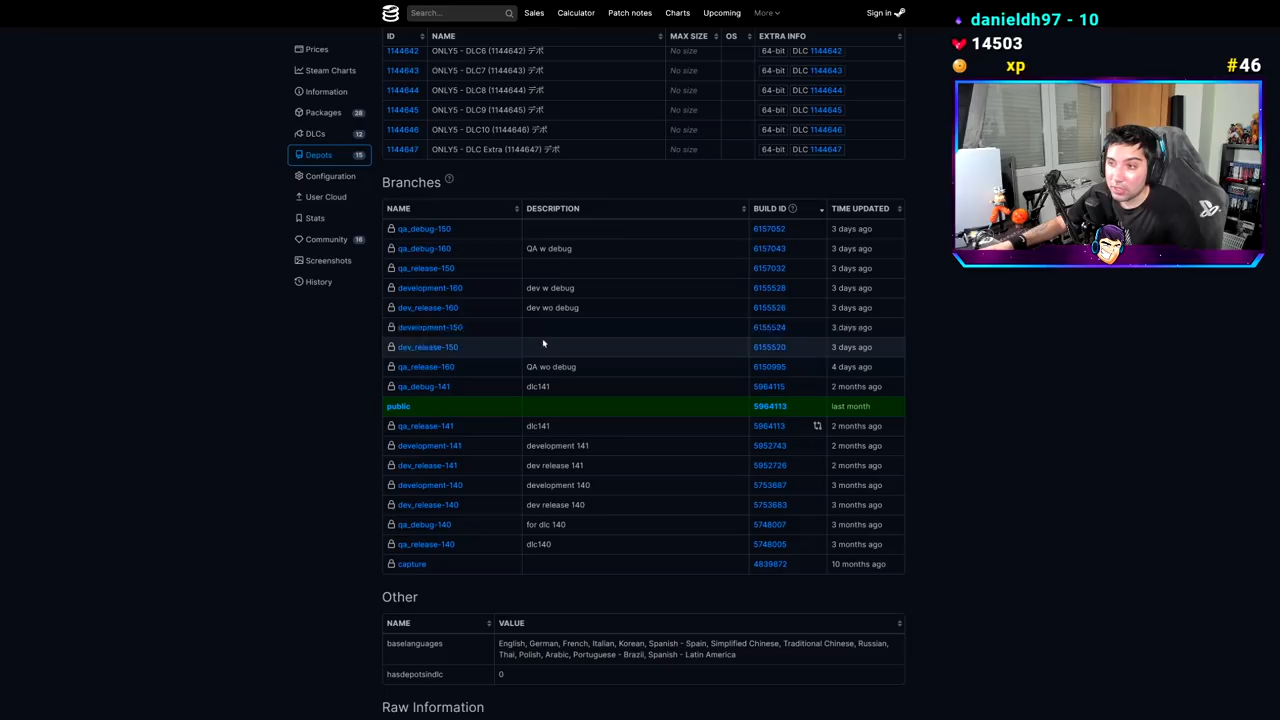 Search...
Sales
Calculator
Patch notes
Charts
Upcoming
More
Sign in
danieldh97 - 10
14503
xp
#46
Prices
Steam Charts
Information
Packages 28
DLCs 12
Depots 15
Configuration
User Cloud
Stats
Community 16
Screenshots
History
ID NAME MAX SIZE OS EXTRA INFO
1144642 ONLY5 - DLC6 (1144642) デポ No size 64-bit DLC 1144642
1144643 ONLY5 - DLC7 (1144643) デポ No size 64-bit DLC 1144643
1144644 ONLY5 - DLC8 (1144644) デポ No size 64-bit DLC 1144644
1144645 ONLY5 - DLC9 (1144645) デポ No size 64-bit DLC 1144645
1144646 ONLY5 - DLC10 (1144646) デポ No size 64-bit DLC 1144646
1144647 ONLY5 - DLC Extra (1144647) デポ No size 64-bit DLC 1144647
Branches
NAME DESCRIPTION BUILD ID TIME UPDATED
qa_debug-150 6157052 3 days ago
qa_debug-160 QA w debug 6157043 3 days ago
qa_release-150 6157032 3 days ago
development-160 dev w debug 6155528 3 days ago
dev_release-160 dev wo debug 6155526 3 days ago
development-150 6155524 3 days ago
dev_release-150 6155520 3 days ago
qa_release-160 QA wo debug 6150995 4 days ago
qa_debug-141 dlc141 5964115 2 months ago
public 5964113 last month
qa_release-141 dlc141 5964113 2 months ago
development-141 development 141 5952743 2 months ago
dev_release-141 dev release 141 5952726 2 months ago
development-140 development 140 5753687 3 months ago
dev_release-140 dev release 140 5753683 3 months ago
qa_debug-140 for dlc 140 5748007 3 months ago
qa_release-140 dlc140 5748005 3 months ago
capture 4839872 10 months ago
Other
NAME VALUE
baselanguages English, German, French, Italian, Korean, Spanish - Spain, Simplified Chinese, Traditional Chinese, Russian,
Thai, Polish, Arabic, Portuguese - Brazil, Spanish - Latin America
hasdepotsindlc 0
Raw Information